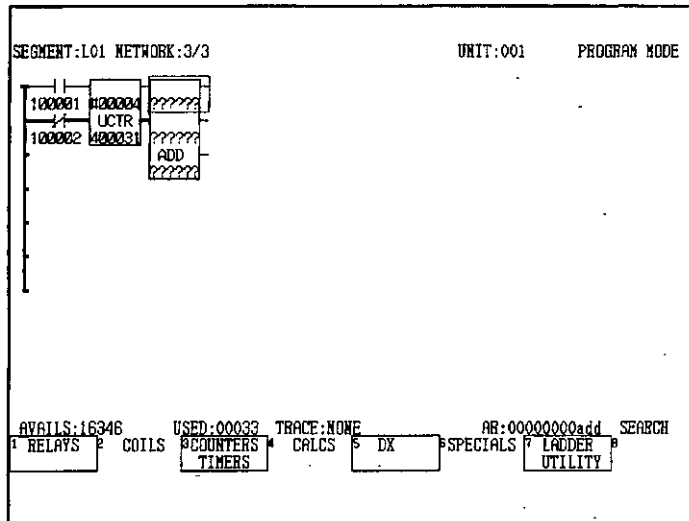 SEGMENT:L01 NETWORK:3/3 UNIT:001 PROGRAM MODE
100001 #00004 ??????
UCTR
100002 400031 ??????
ADD
??????
AVAILS:16346 USED:00033 TRACE:NONE AR:00000000add SEARCH
1 RELAYS 2 COILS 3 COUNTERS 4 CALCS 5 DX 6 SPECIALS 7 LADDER 8
TIMERS UTILITY